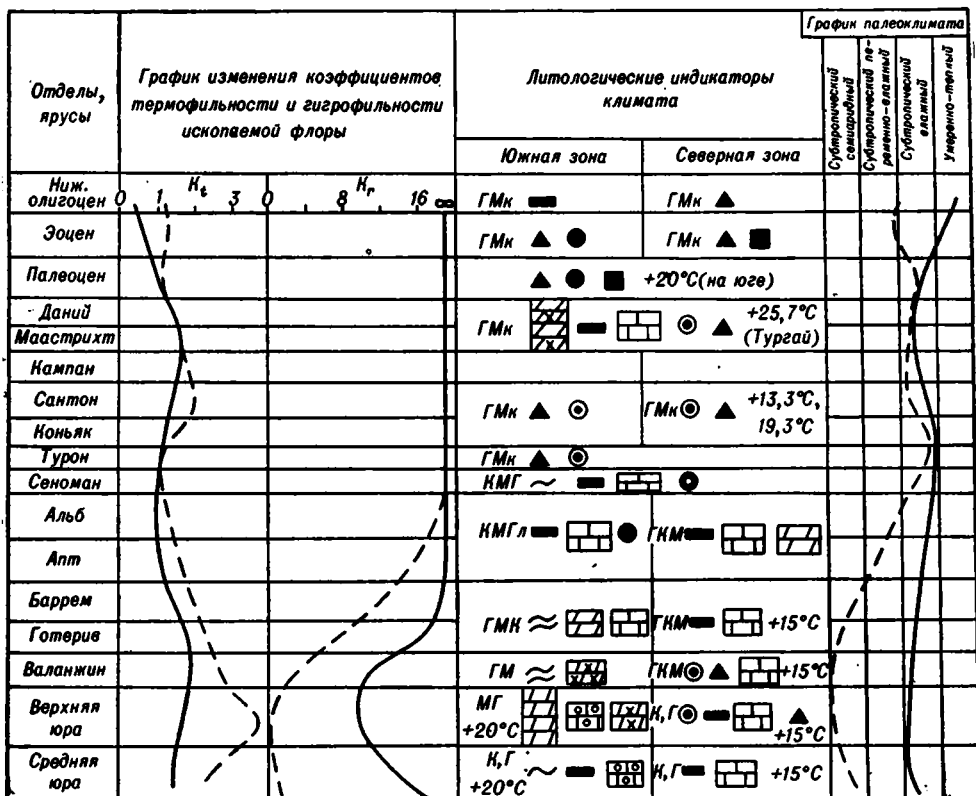 Отделы,
ярусы
График изменения коэффициентов
термофильности и гигрофильности
ископаемой флоры
Литологические индикаторы
климата
Южная зона
Северная зона
График палеоклимата
Субтропический
семиаридный
Субтропический пе-
ременно-влажный
Субтропический
влажный
Умеренно-теплый
Ниж.
олигоцен
0 1 Kt 3 0 8 Kr 16 ∞
ГМк
ГМк
Эоцен
ГМк
ГМк
Палеоцен
+20°C (на юге)
Даний
Маастрихт
ГМк
+25,7°C
(Тургай)
Кампан
Сантон
Коньяк
ГМк
ГМк
+13,3°C,
19,3°C
Турон
ГМк
Сеноман
КМГ
Альб
Апт
КМГл
ГКМ
Баррем
Готерив
ГМК
ГКМ
+15°C
Валанжин
ГМ
ГКМ
+15°C
Верхняя
юра
МГ
+20°C
К,Г
+15°C
Средняя
юра
К,Г
+20°C
К,Г
+15°C